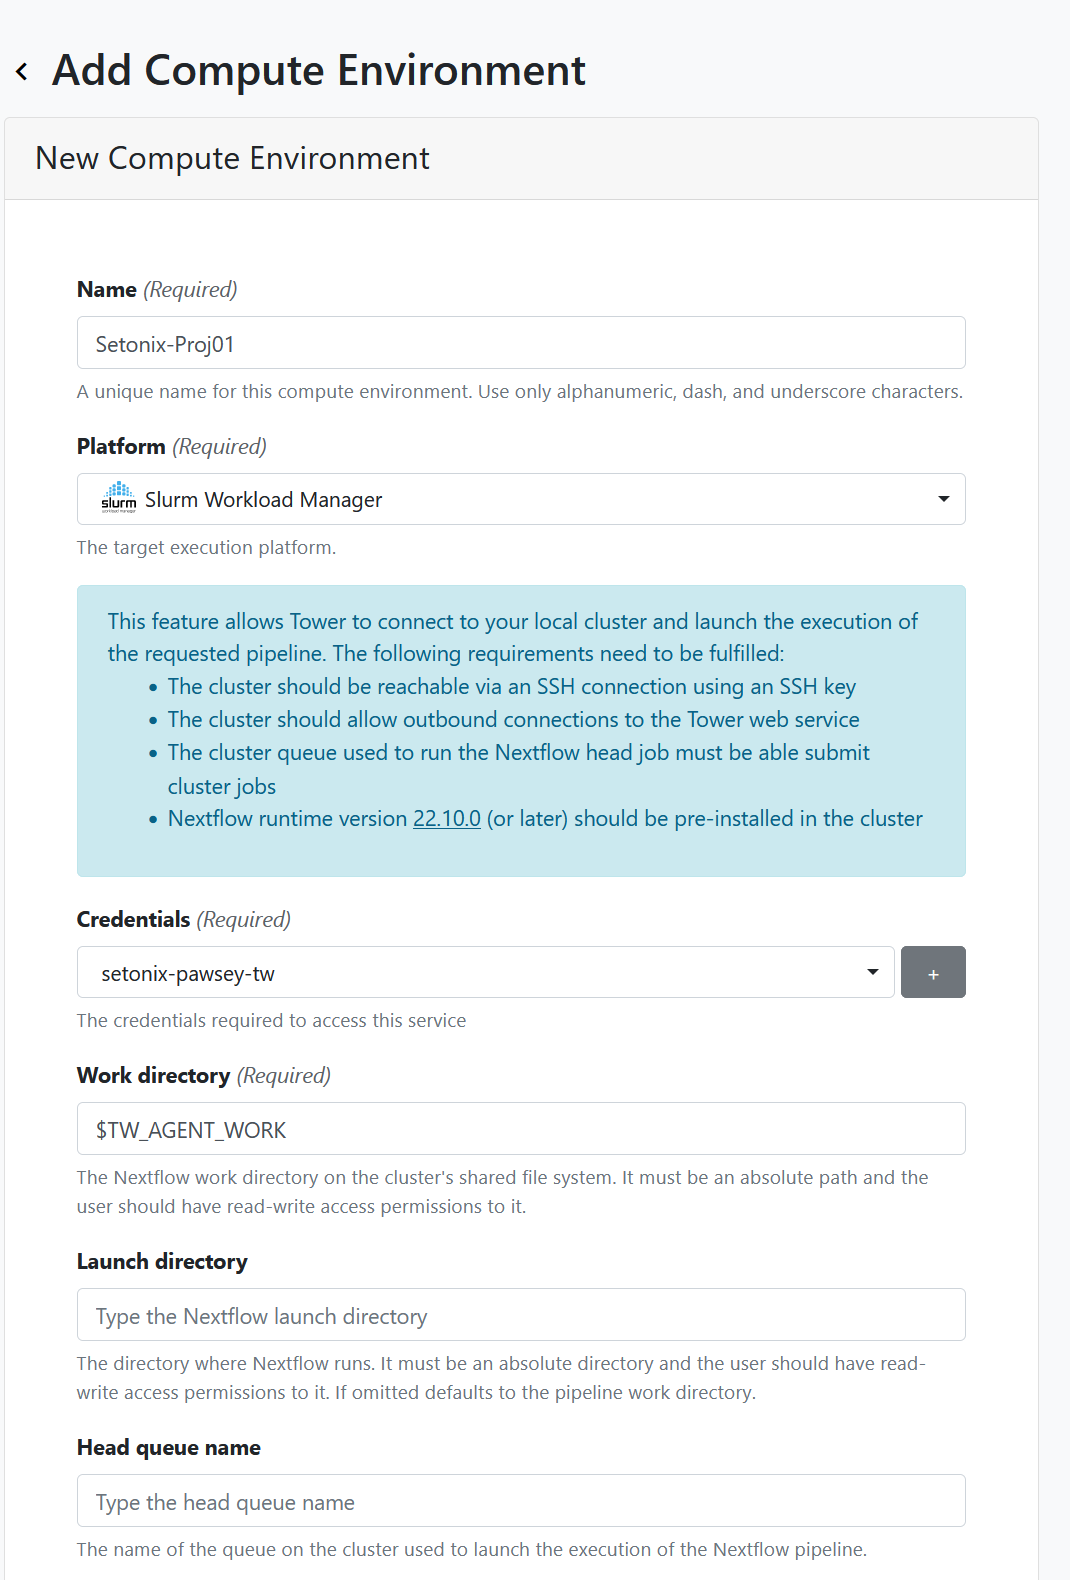 Add Compute Environment
New Compute Environment
Name (Required)
Setonix-Proj01
A unique name for this compute environment. Use only alphanumeric, dash, and underscore characters.
Platform (Required)
slurm
workload manager
Slurm Workload Manager
The target execution platform.
This feature allows Tower to connect to your local cluster and launch the execution of
the requested pipeline. The following requirements need to be fulfilled:
• The cluster should be reachable via an SSH connection using an SSH key
• The cluster should allow outbound connections to the Tower web service
• The cluster queue used to run the Nextflow head job must be able submit
cluster jobs
• Nextflow runtime version 22.10.0 (or later) should be pre-installed in the cluster
Credentials (Required)
setonix-pawsey-tw
+
The credentials required to access this service
Work directory (Required)
$TW_AGENT_WORK
The Nextflow work directory on the cluster's shared file system. It must be an absolute path and the
user should have read-write access permissions to it.
Launch directory
Type the Nextflow launch directory
The directory where Nextflow runs. It must be an absolute directory and the user should have read-
write access permissions to it. If omitted defaults to the pipeline work directory.
Head queue name
Type the head queue name
The name of the queue on the cluster used to launch the execution of the Nextflow pipeline.